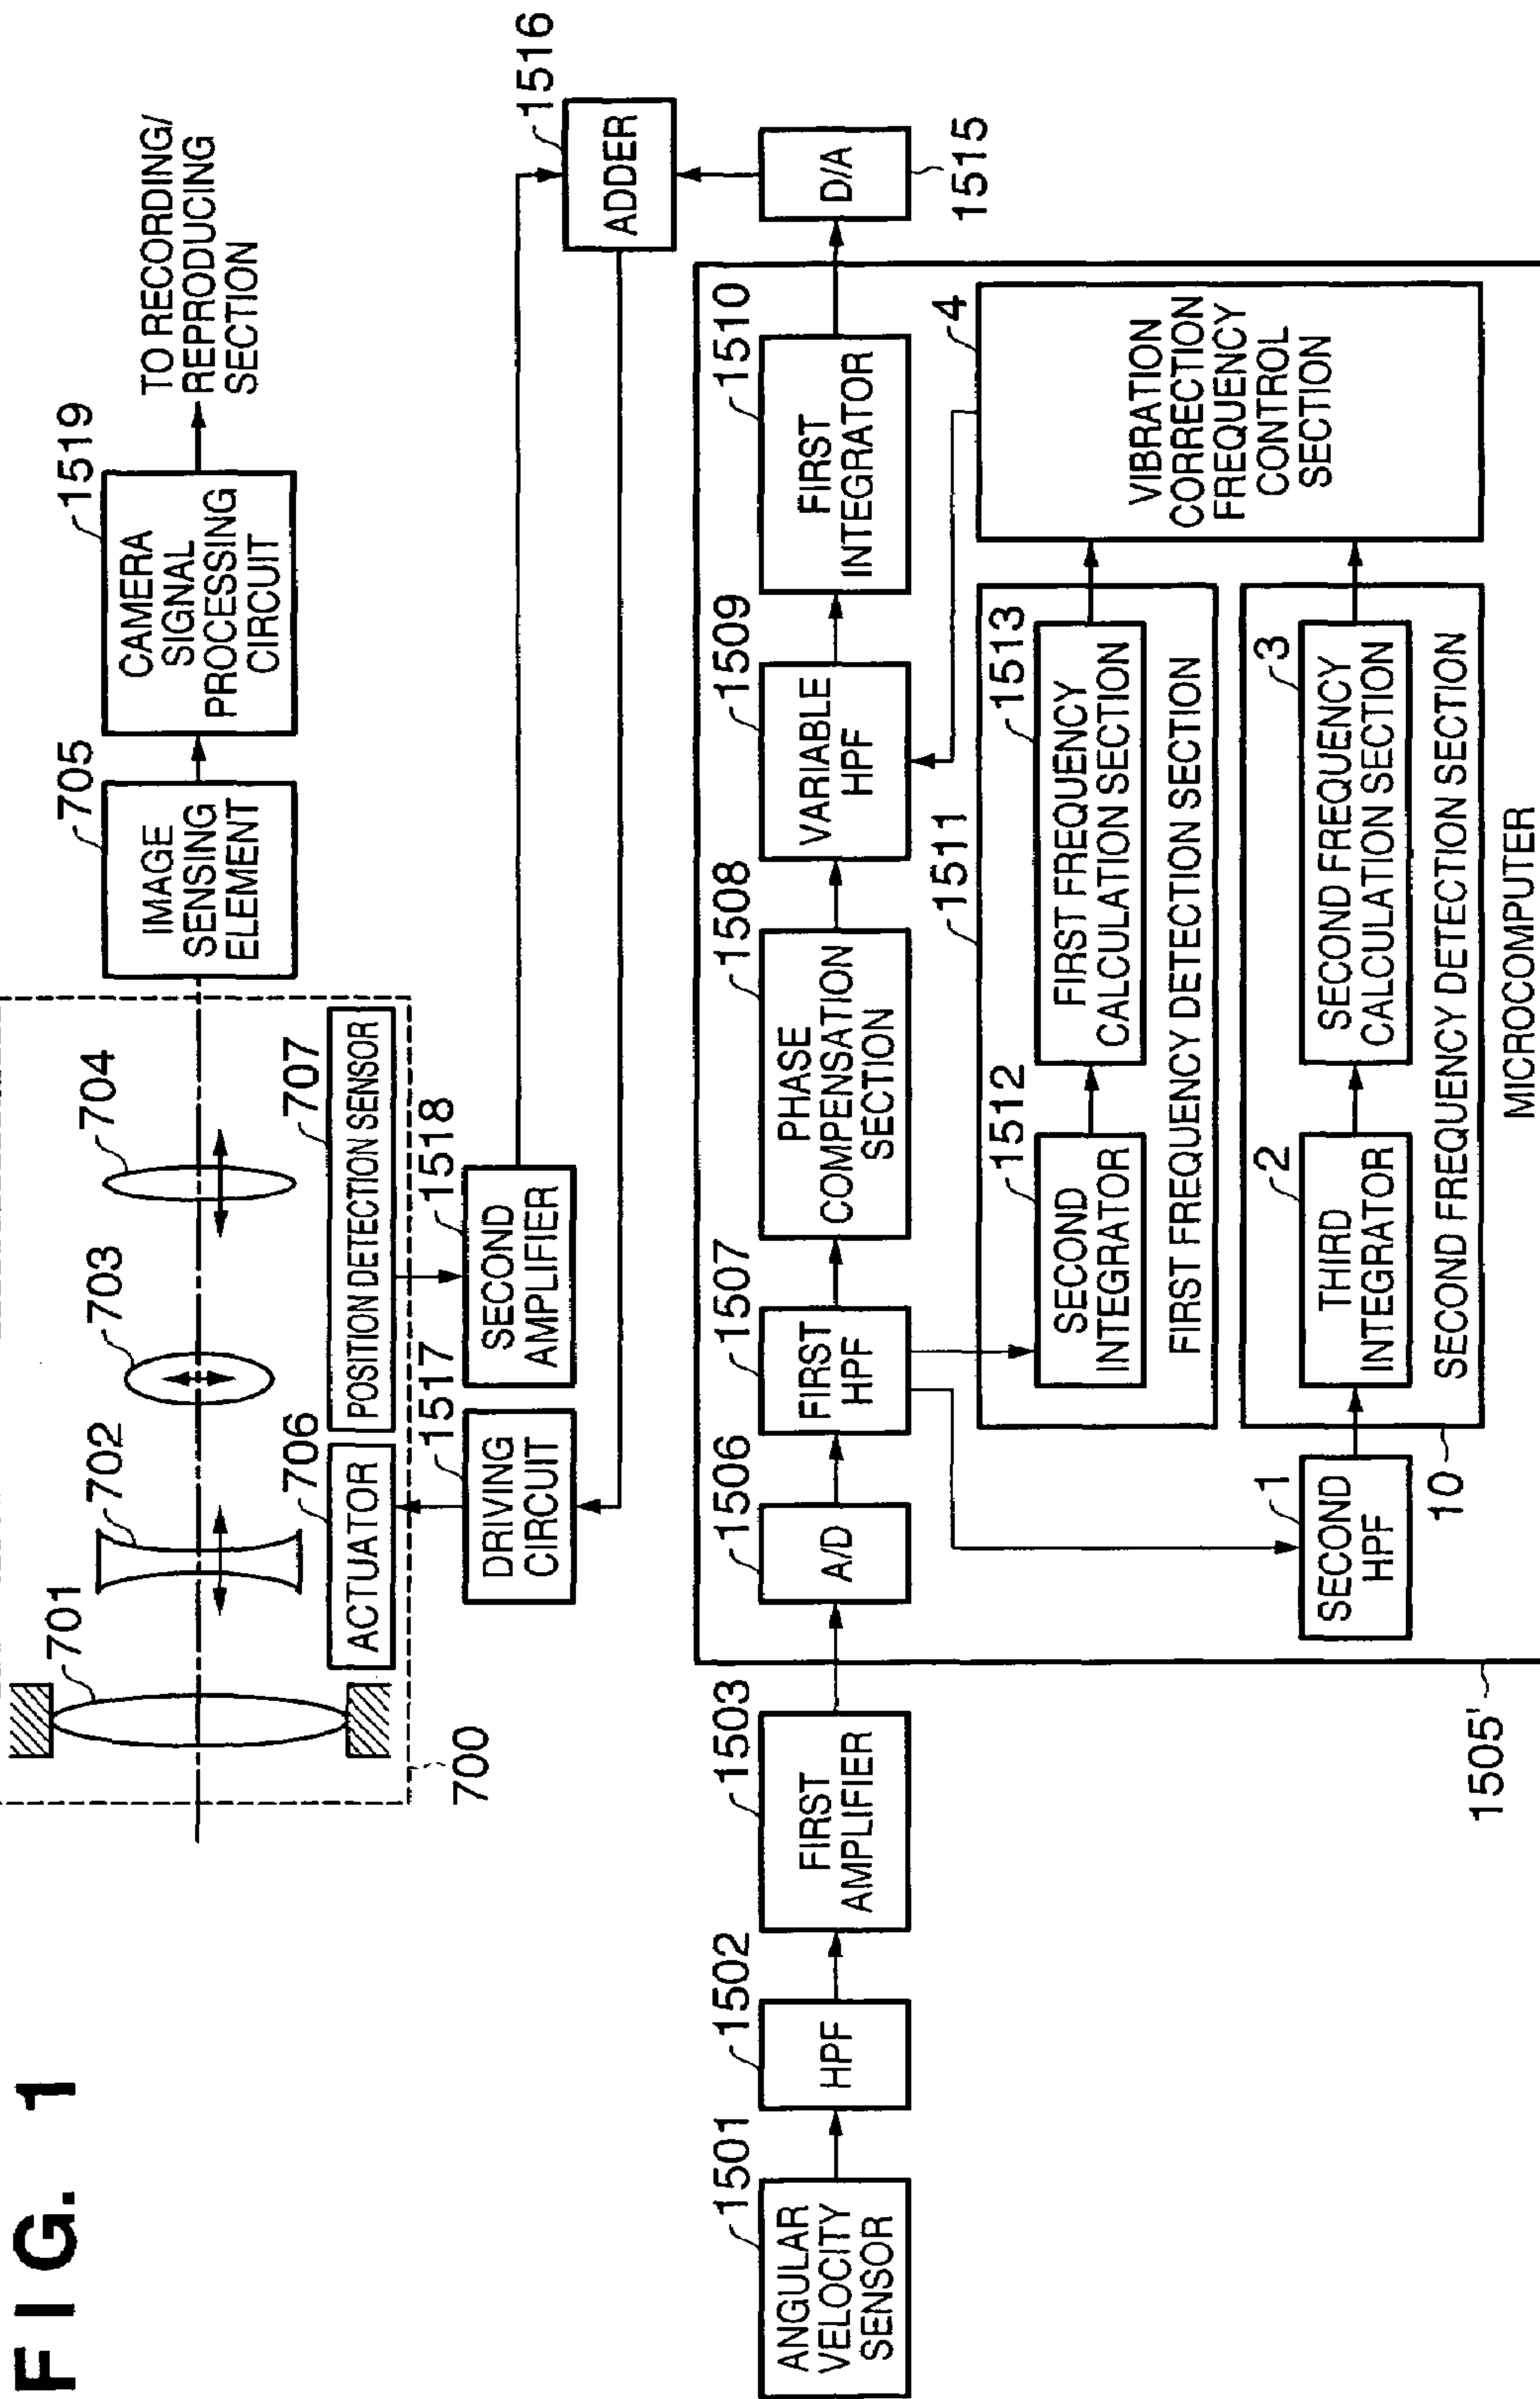 FIG. 1
701
702
703
704
705
IMAGE
SENSING
ELEMENT
1519
CAMERA
SIGNAL
PROCESSING
CIRCUIT
TO RECORDING/
REPRODUCING
SECTION
706
ACTUATOR
707
POSITION DETECTION SENSOR
700
1517
DRIVING
CIRCUIT
1518
SECOND
AMPLIFIER
1516
ADDER
1501
ANGULAR
VELOCITY
SENSOR
1502
HPF
1503
FIRST
AMPLIFIER
1506
A/D
1507
FIRST
HPF
1508
PHASE
COMPENSATION
SECTION
1509
VARIABLE
HPF
1510
FIRST
INTEGRATOR
D/A
1515
1511
1512
SECOND
INTEGRATOR
1513
FIRST FREQUENCY
CALCULATION SECTION
FIRST FREQUENCY DETECTION SECTION
4
VIBRATION
CORRECTION
FREQUENCY
CONTROL
SECTION
1
SECOND
HPF
2
THIRD
INTEGRATOR
3
SECOND FREQUENCY
CALCULATION SECTION
SECOND FREQUENCY DETECTION SECTION
10
MICROCOMPUTER
1505'